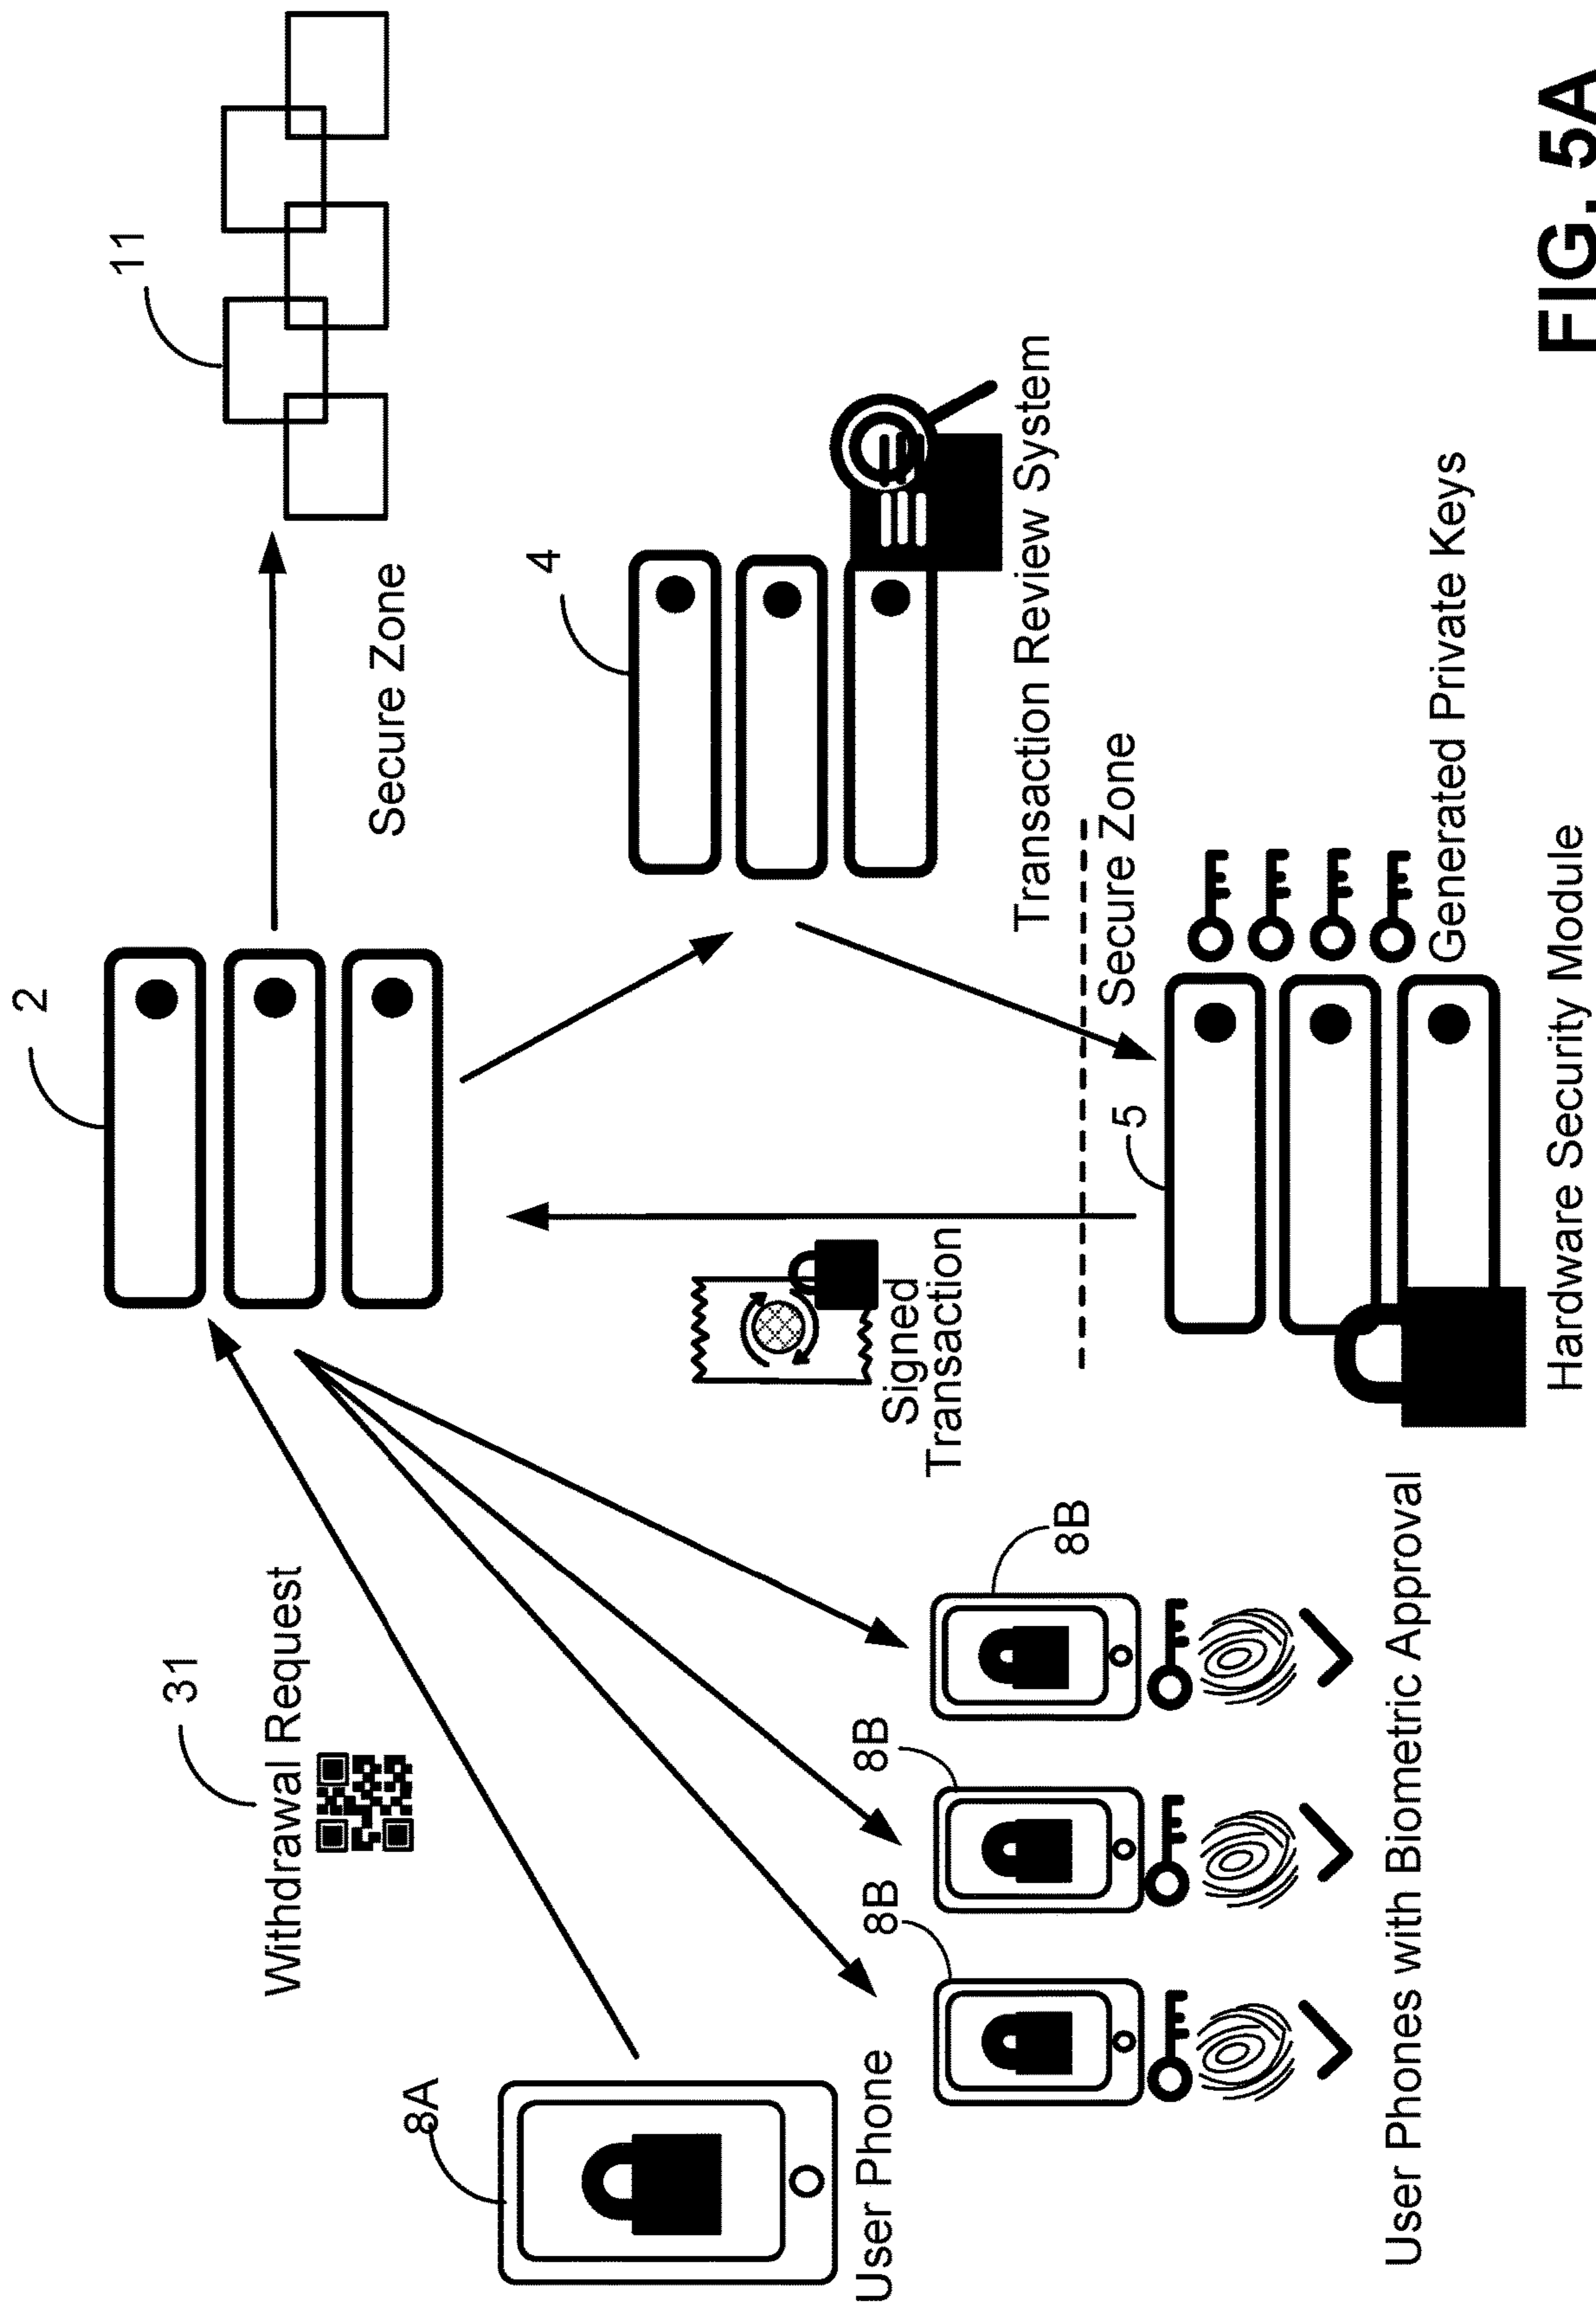 2
11
31
Withdrawal Request
Secure Zone
8A
4
User Phone
8B
8B
8B
Signed
Transaction
Transaction Review System
Secure Zone
5
Generated Private Keys
User Phones with Biometric Approval
Hardware Security Module
FIG. 5A